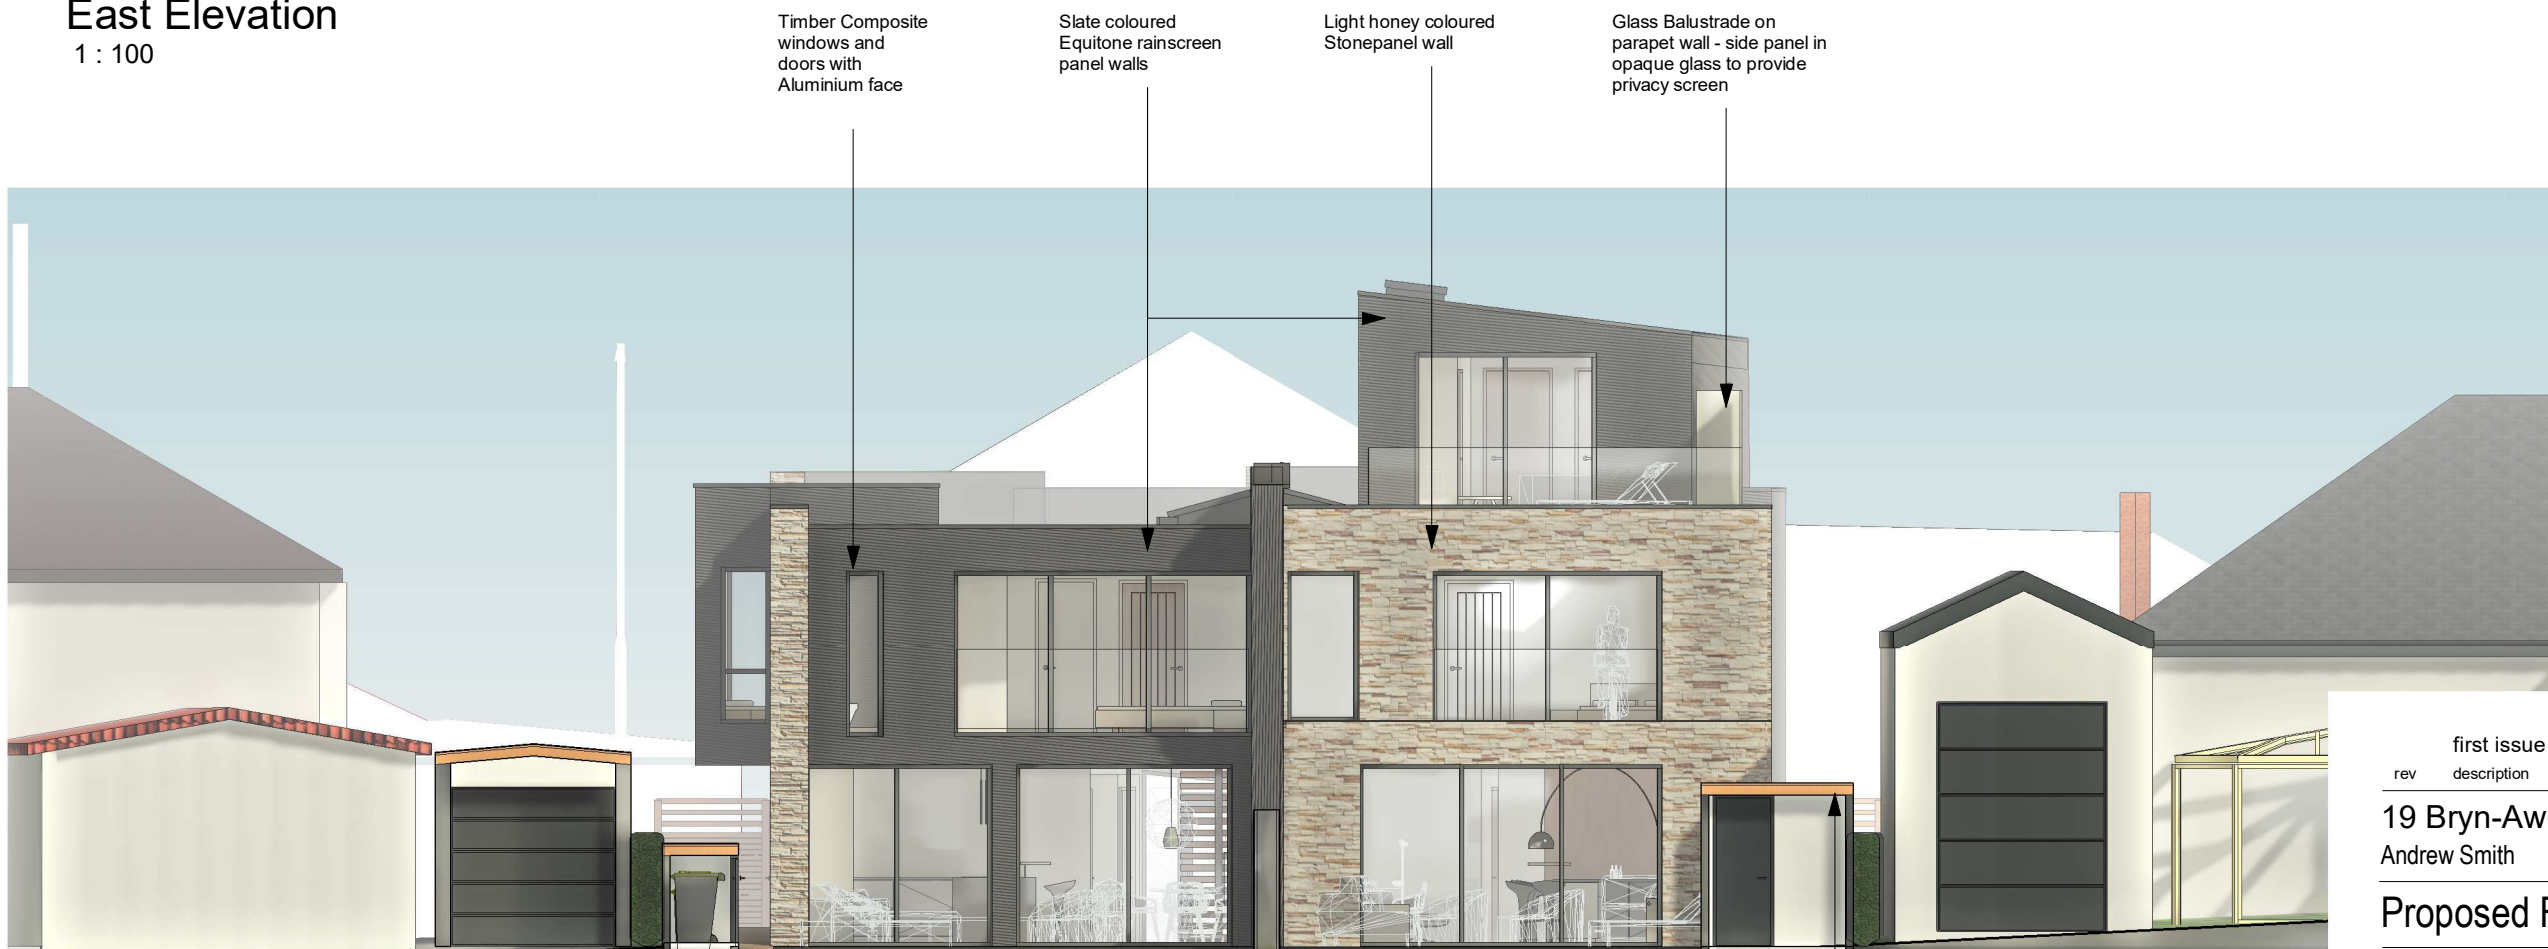 East Elevation
1 : 100
Timber Composite
windows and
doors with
Aluminium face
Slate coloured
Equitone rainscreen
panel walls
Light honey coloured
Stonepanel wall
Glass Balustrade on
parapet wall - side panel in
opaque glass to provide
privacy screen
first issue
rev description
19 Bryn-Aw
Andrew Smith
Proposed